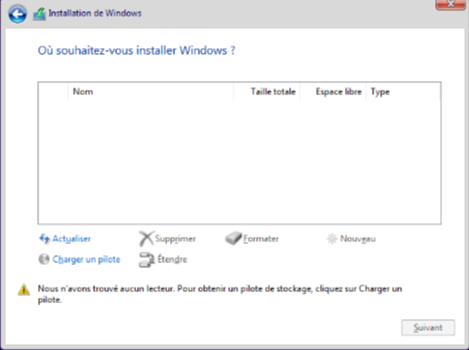 Installation de Windows
Où souhaitez-vous installer Windows ?
Nom Taille totale Espace libre Type
Actualiser Supprimer Formater Nouveau
Charger un pilote Étendre
Nous n'avons trouvé aucun lecteur. Pour obtenir un pilote de stockage, cliquez sur Charger un
pilote.
Suivant